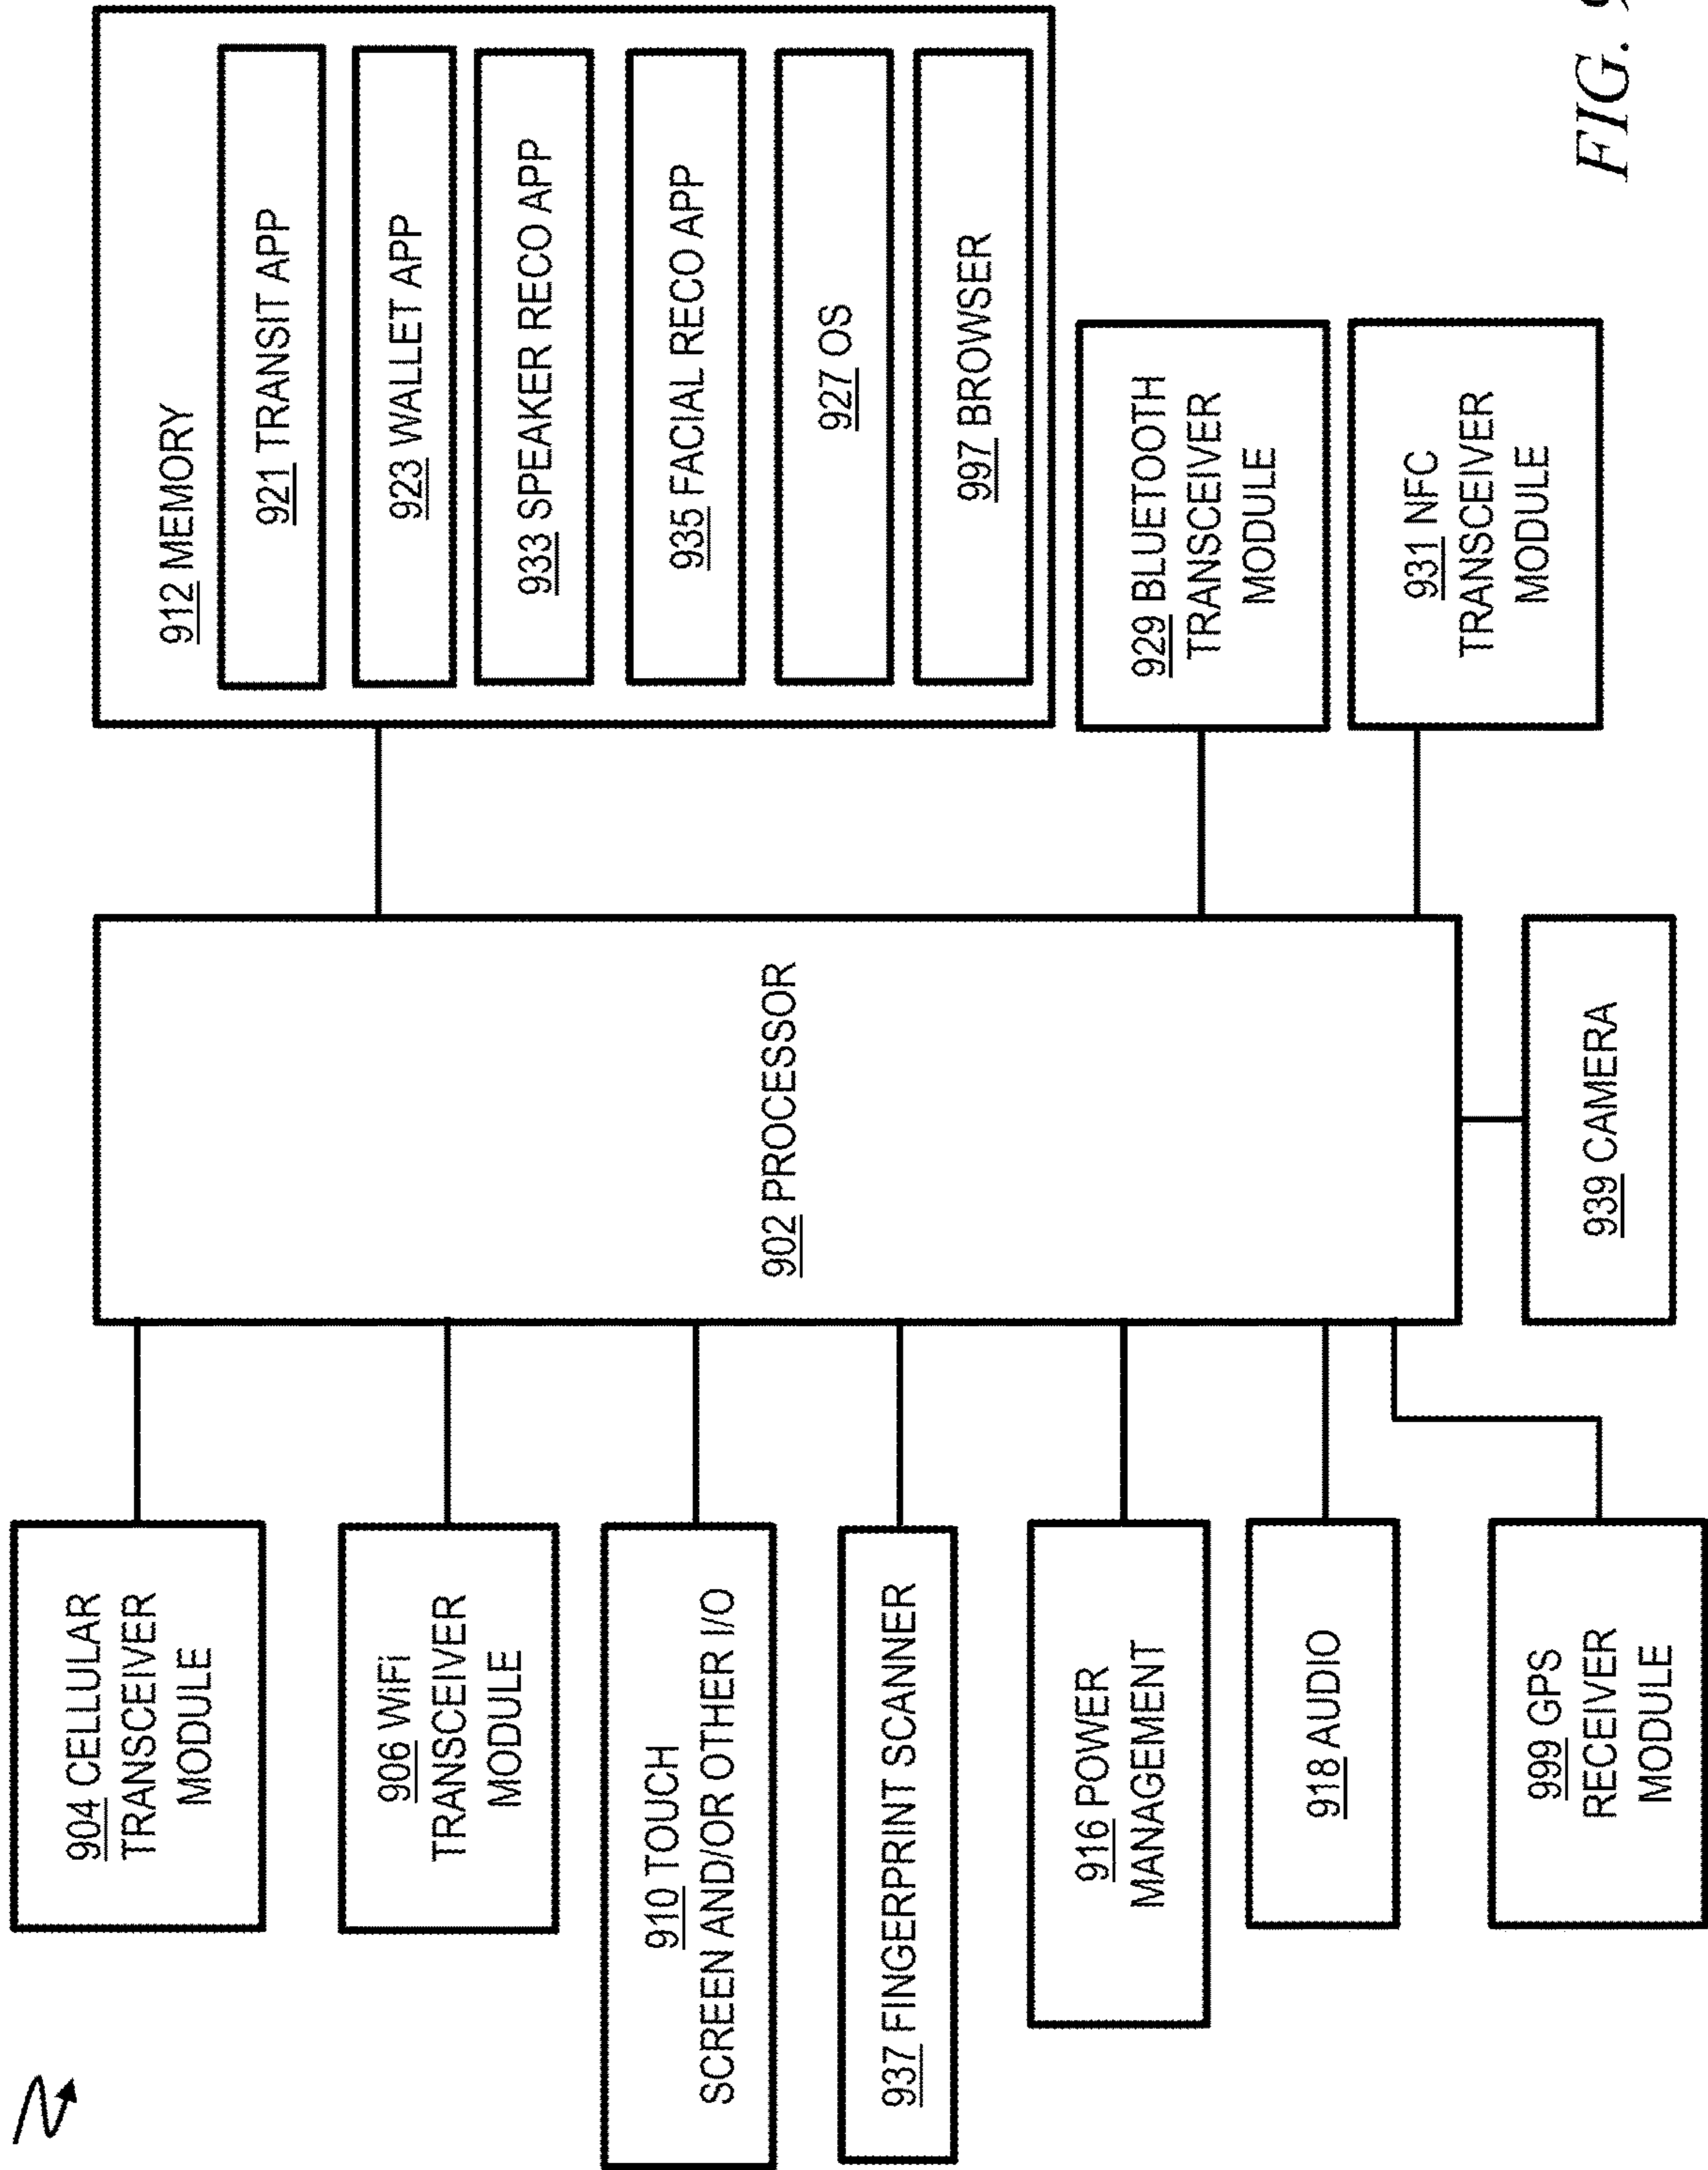 904 CELLULAR
TRANSCEIVER
MODULE
906 WiFi
TRANSCEIVER
MODULE
910 TOUCH
SCREEN AND/OR OTHER I/O
937 FINGERPRINT SCANNER
916 POWER
MANAGEMENT
918 AUDIO
999 GPS
RECEIVER
MODULE
902 PROCESSOR
939 CAMERA
912 MEMORY
921 TRANSIT APP
923 WALLET APP
933 SPEAKER RECO APP
935 FACIAL RECO APP
927 OS
997 BROWSER
929 BLUETOOTH
TRANSCEIVER
MODULE
931 NFC
TRANSCEIVER
MODULE
FIG. 9